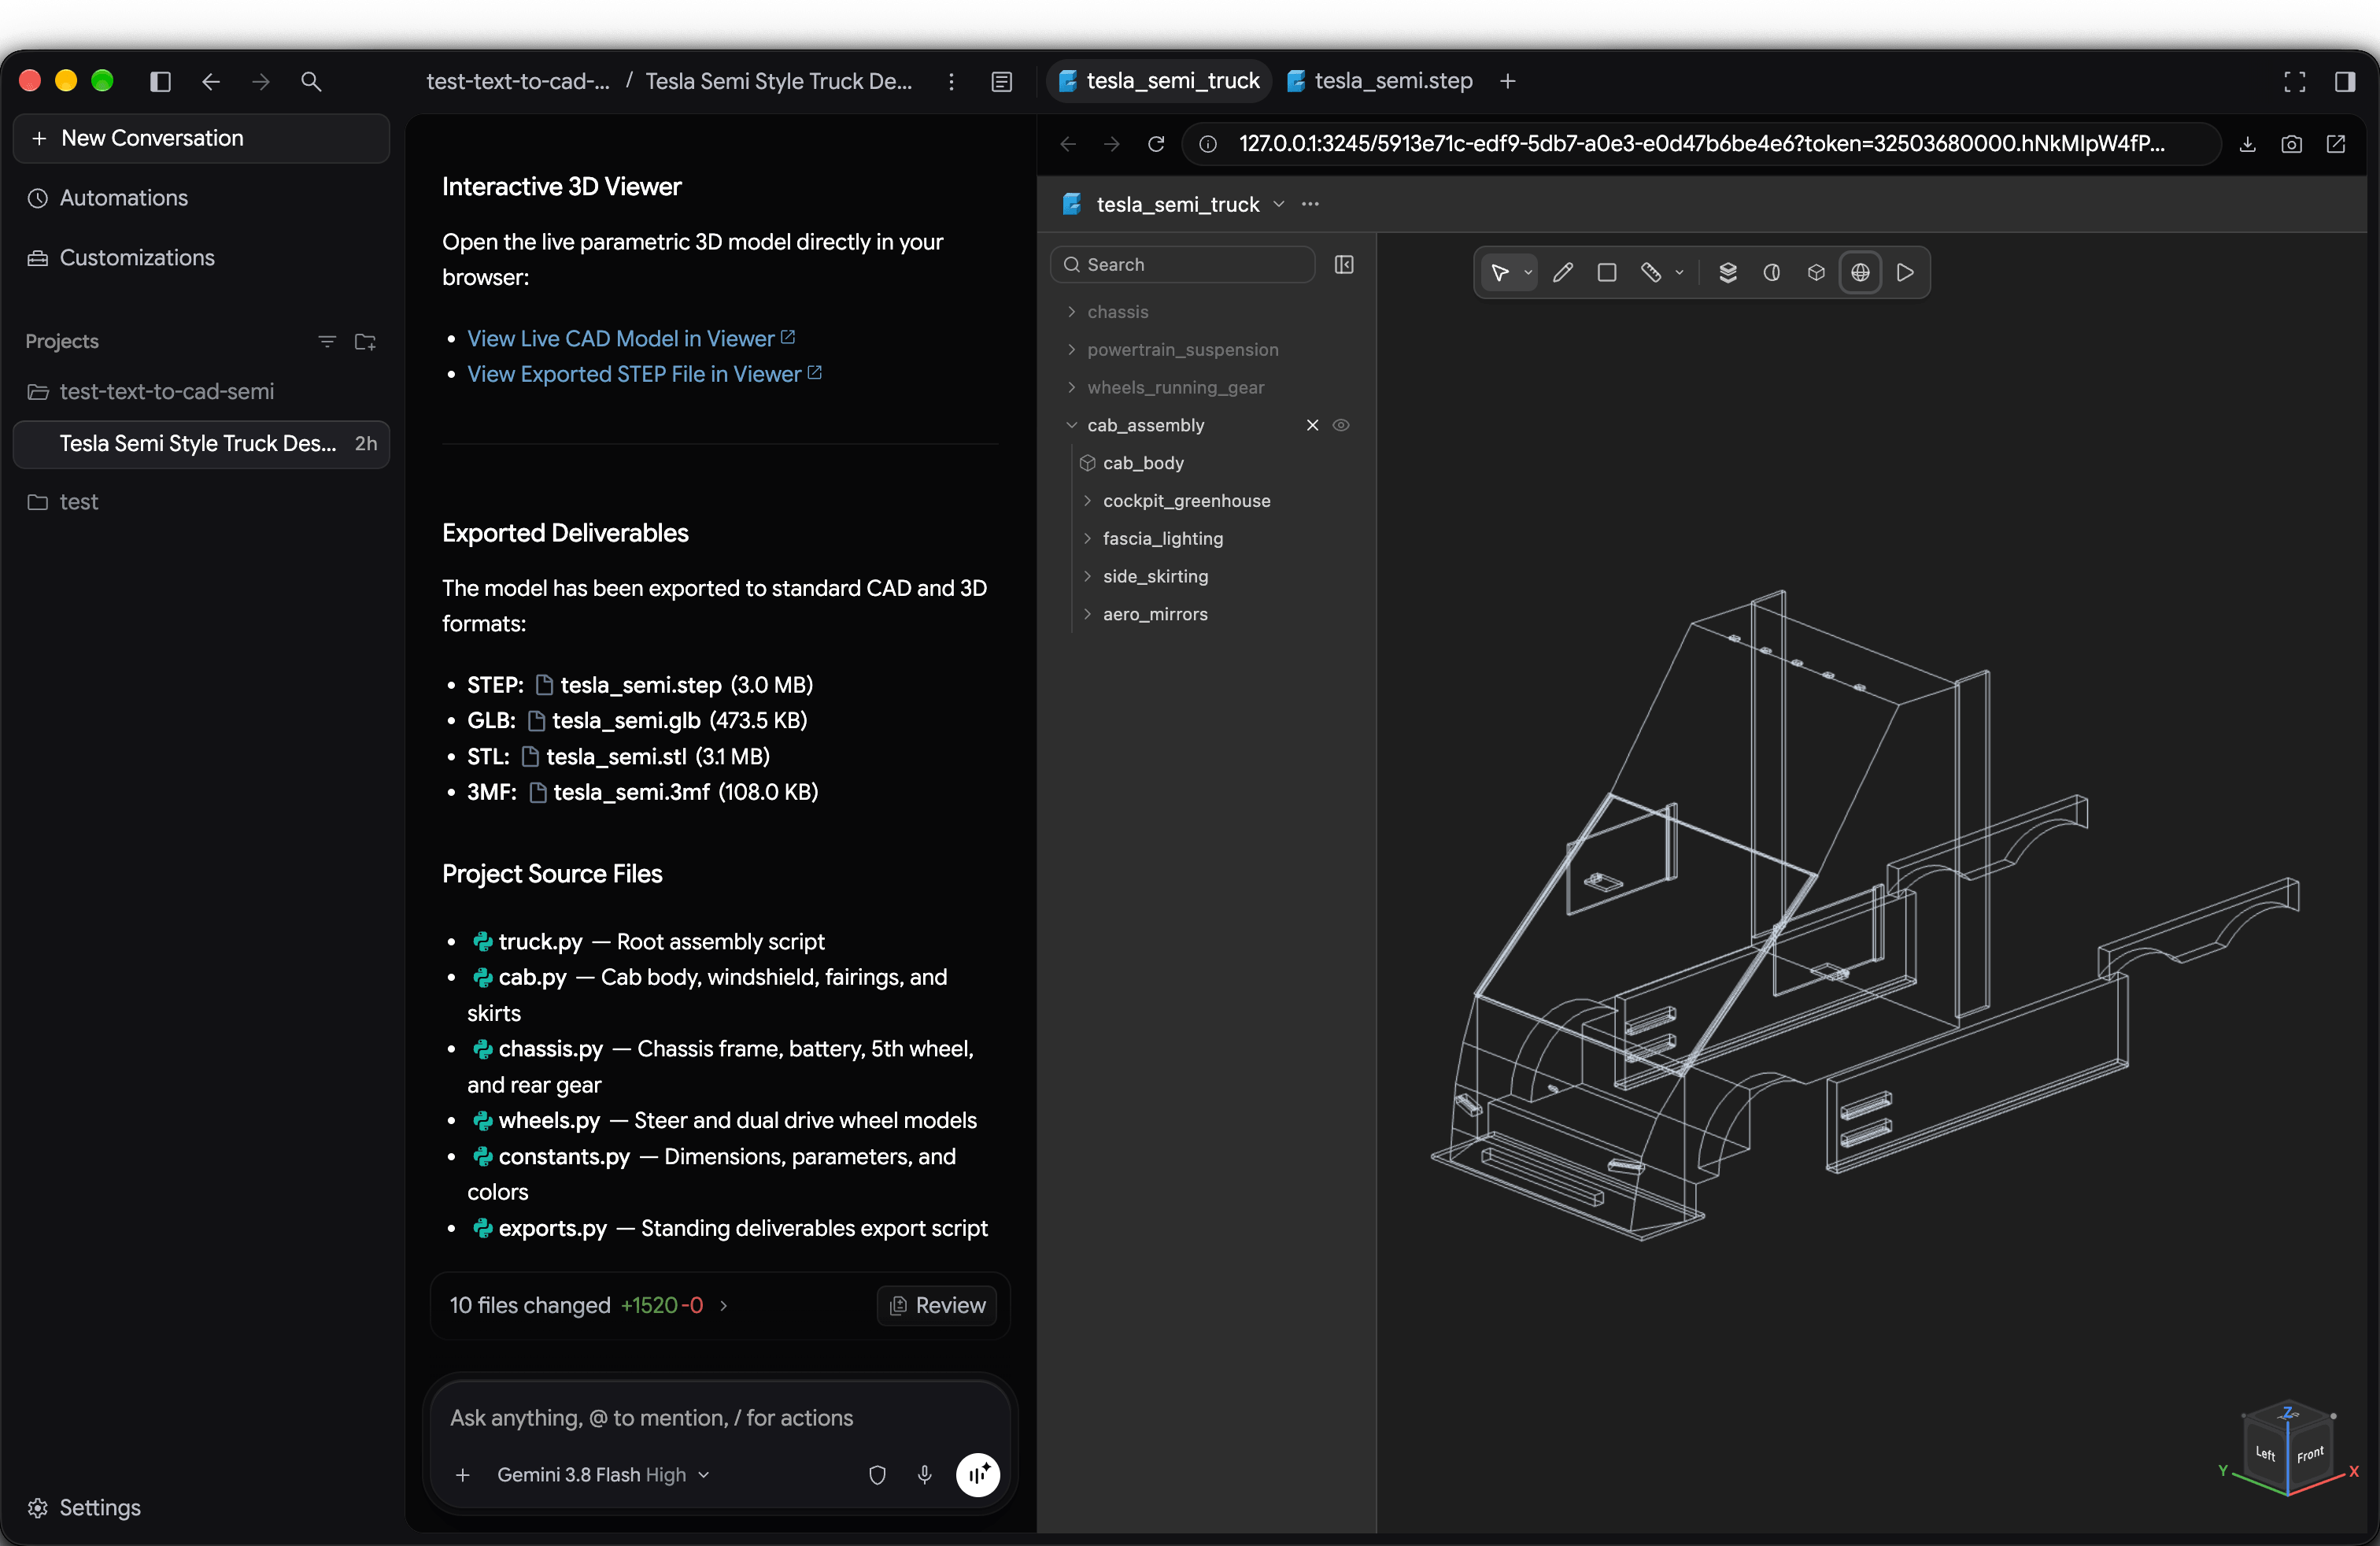 test-text-to-cad-... / Tesla Semi Style Truck De...
tesla_semi_truck
tesla_semi.step
New Conversation
Automations
Customizations
Projects
test-text-to-cad-semi
Tesla Semi Style Truck Des... 2h
test
Settings
Interactive 3D Viewer
Open the live parametric 3D model directly in your
browser:
• View Live CAD Model in Viewer
• View Exported STEP File in Viewer
Exported Deliverables
The model has been exported to standard CAD and 3D
formats:
• STEP: tesla_semi.step (3.0 MB)
• GLB: tesla_semi.glb (473.5 KB)
• STL: tesla_semi.stl (3.1 MB)
• 3MF: tesla_semi.3mf (108.0 KB)
Project Source Files
• truck.py — Root assembly script
• cab.py — Cab body, windshield, fairings, and
skirts
• chassis.py — Chassis frame, battery, 5th wheel,
and rear gear
• wheels.py — Steer and dual drive wheel models
• constants.py — Dimensions, parameters, and
colors
• exports.py — Standing deliverables export script
10 files changed +1520 -0
Review
Ask anything, @ to mention, / for actions
Gemini 3.8 Flash High
127.0.0.1:3245/5913e71c-edf9-5db7-a0e3-e0d47b6be4e6?token=32503680000.hNkMIpW4fP...
tesla_semi_truck
Search
chassis
powertrain_suspension
wheels_running_gear
cab_assembly
cab_body
cockpit_greenhouse
fascia_lighting
side_skirting
aero_mirrors
Z
Left
Front
Y
X